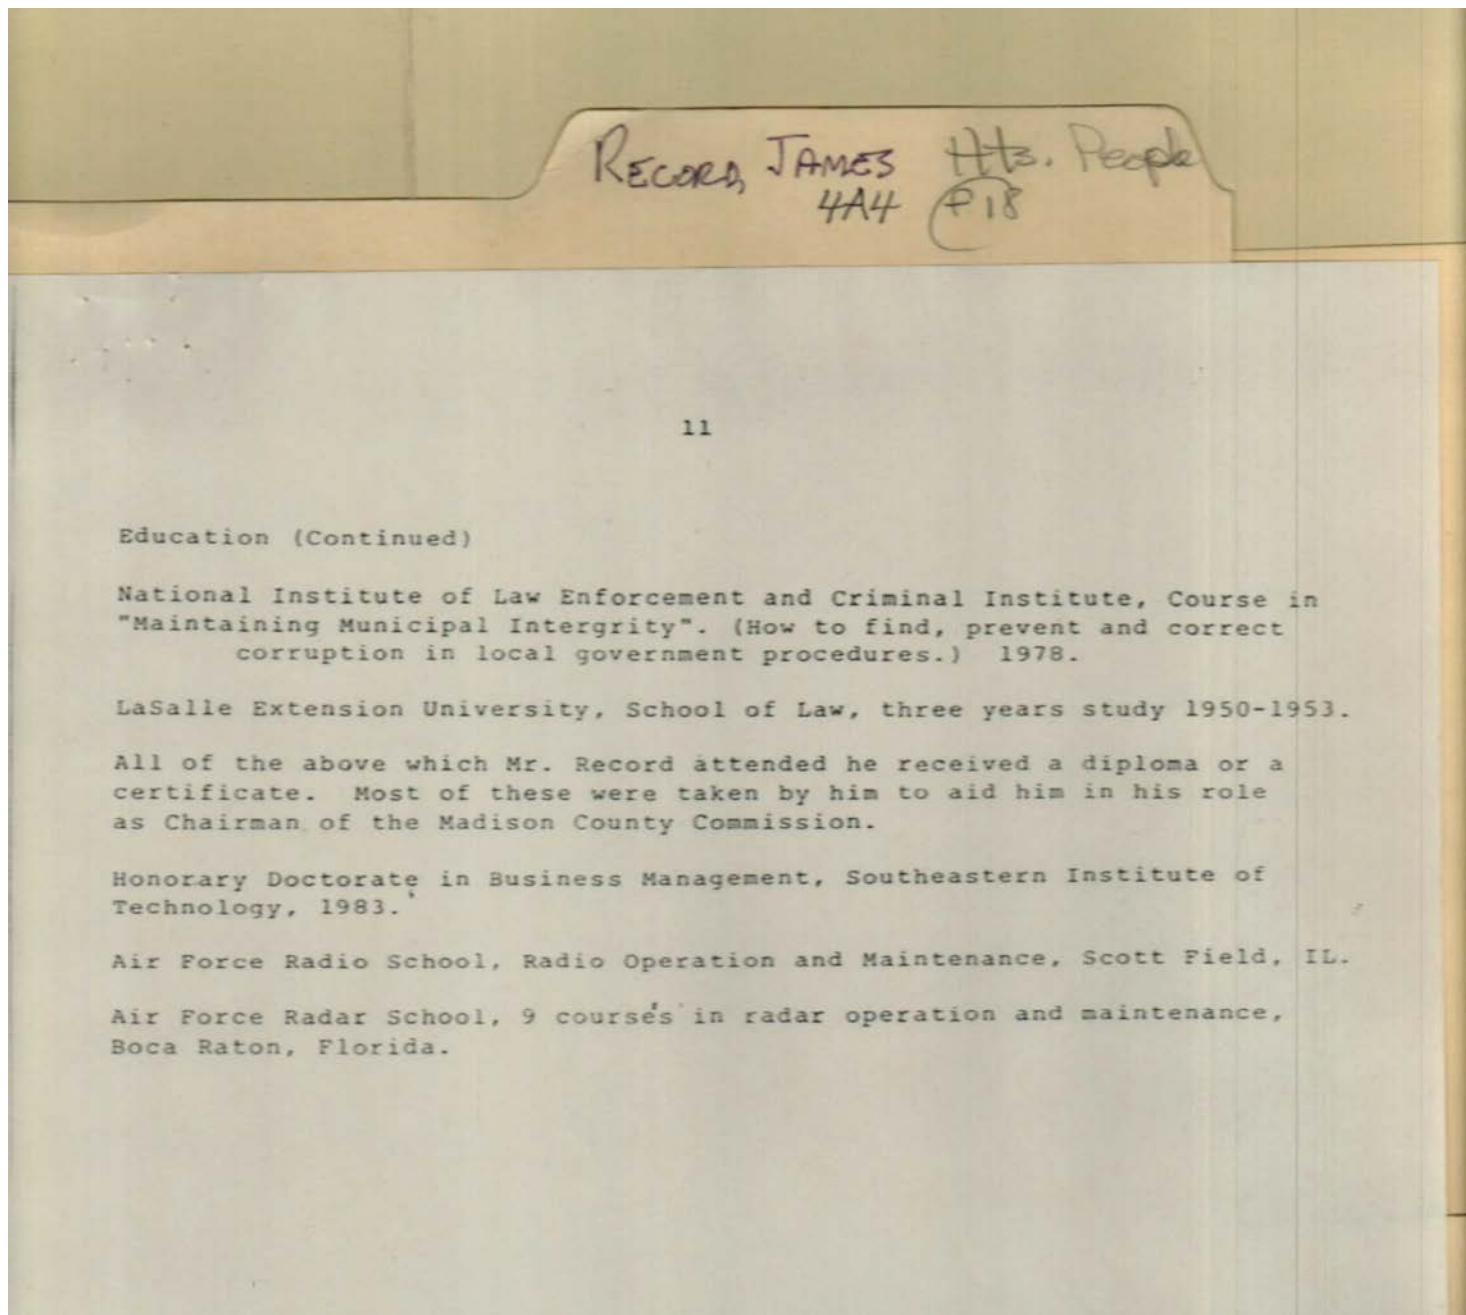 RECORD, JAMES Hts. People
4A4 P18
11
Education (Continued)
National Institute of Law Enforcement and Criminal Institute, Course in
"Maintaining Municipal Intergrity". (How to find, prevent and correct
corruption in local government procedures.) 1978.
LaSalle Extension University, School of Law, three years study 1950-1953.
All of the above which Mr. Record attended he received a diploma or a
certificate. Most of these were taken by him to aid him in his role
as Chairman of the Madison County Commission.
Honorary Doctorate in Business Management, Southeastern Institute of
Technology, 1983.
Air Force Radio School, Radio Operation and Maintenance, Scott Field, IL.
Air Force Radar School, 9 courses in radar operation and maintenance,
Boca Raton, Florida.